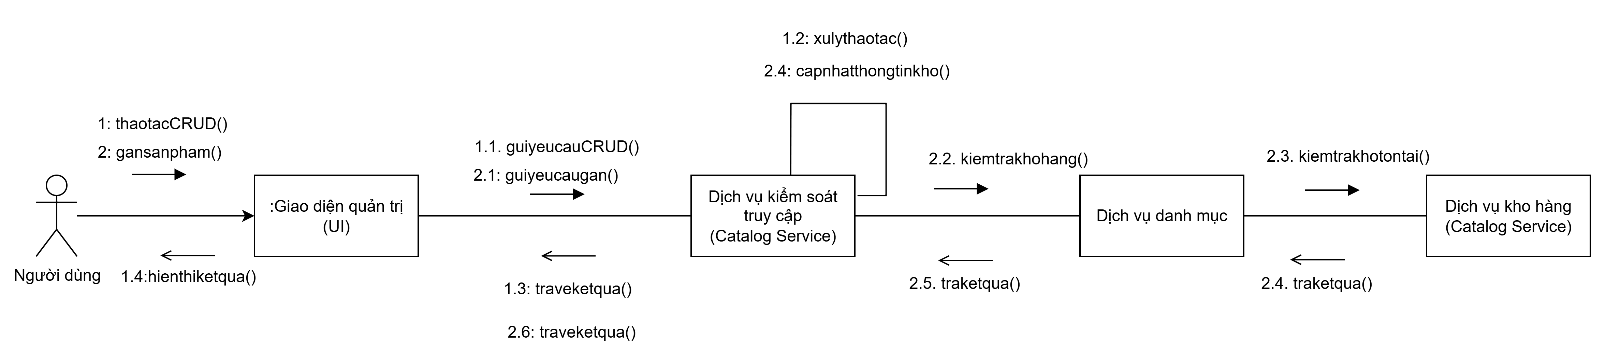 1.2: xulythaotac()
2.4: capnhatthongtinkho()
1: thaotacCRUD()
2: gansanpham()
1.1. guiyeucauCRUD()
2.1: guiyeucaugan()
2.2. kiemtrakhohang()
2.3. kiemtrakhotontai()
:Giao diện quản trị
(UI)
Dịch vụ kiểm soát
truy cập
(Catalog Service)
Dịch vụ danh mục
Dịch vụ kho hàng
(Catalog Service)
Người dùng
1.4:hienthiketqua()
1.3: traveketqua()
2.6: traveketqua()
2.5. traketqua()
2.4. traketqua()